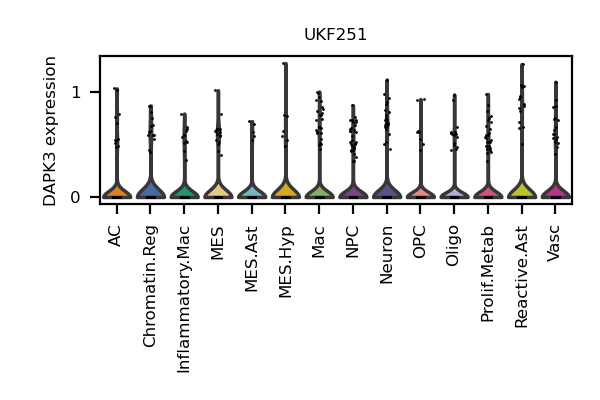 UKF251
DAPK3 expression
1
0
AC
Chromatin.Reg
Inflammatory.Mac
MES
MES.Ast
MES.Hyp
Mac
NPC
Neuron
OPC
Oligo
Prolif.Metab
Reactive.Ast
Vasc